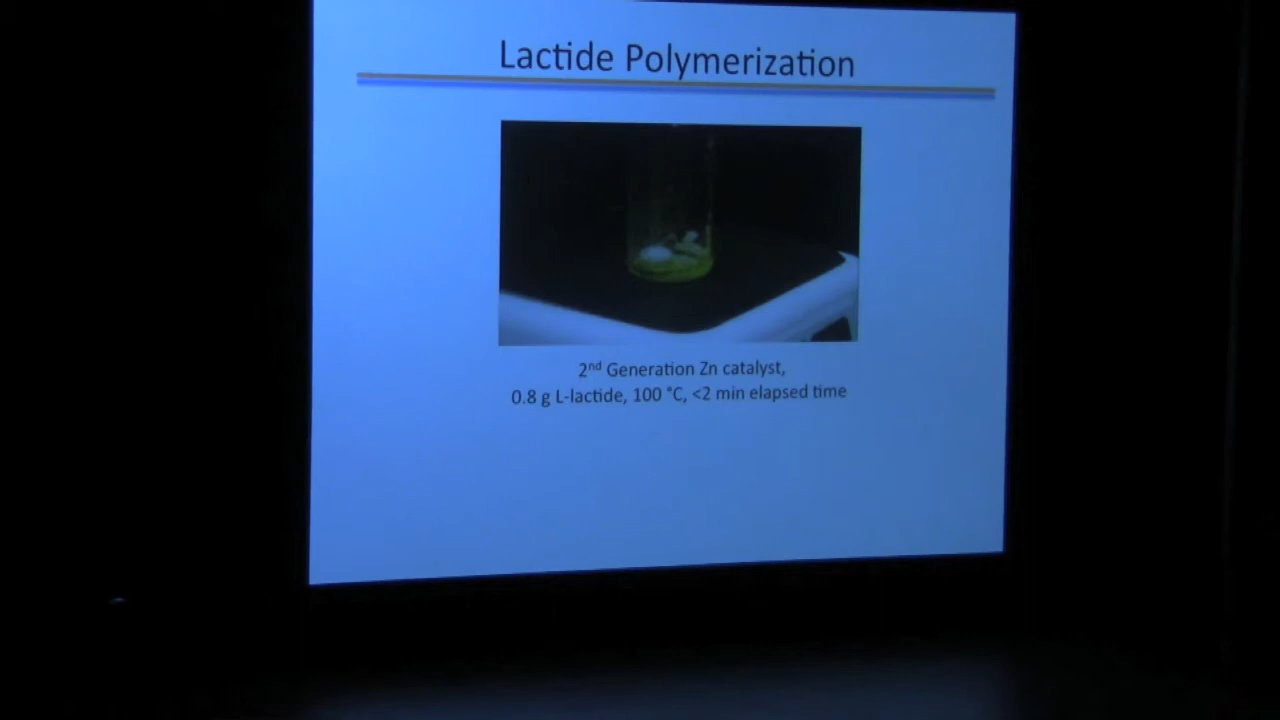 Lactide Polymerization
2nd Generation Zn catalyst,
0.8 g L-lactide, 100 °C, <2 min elapsed time